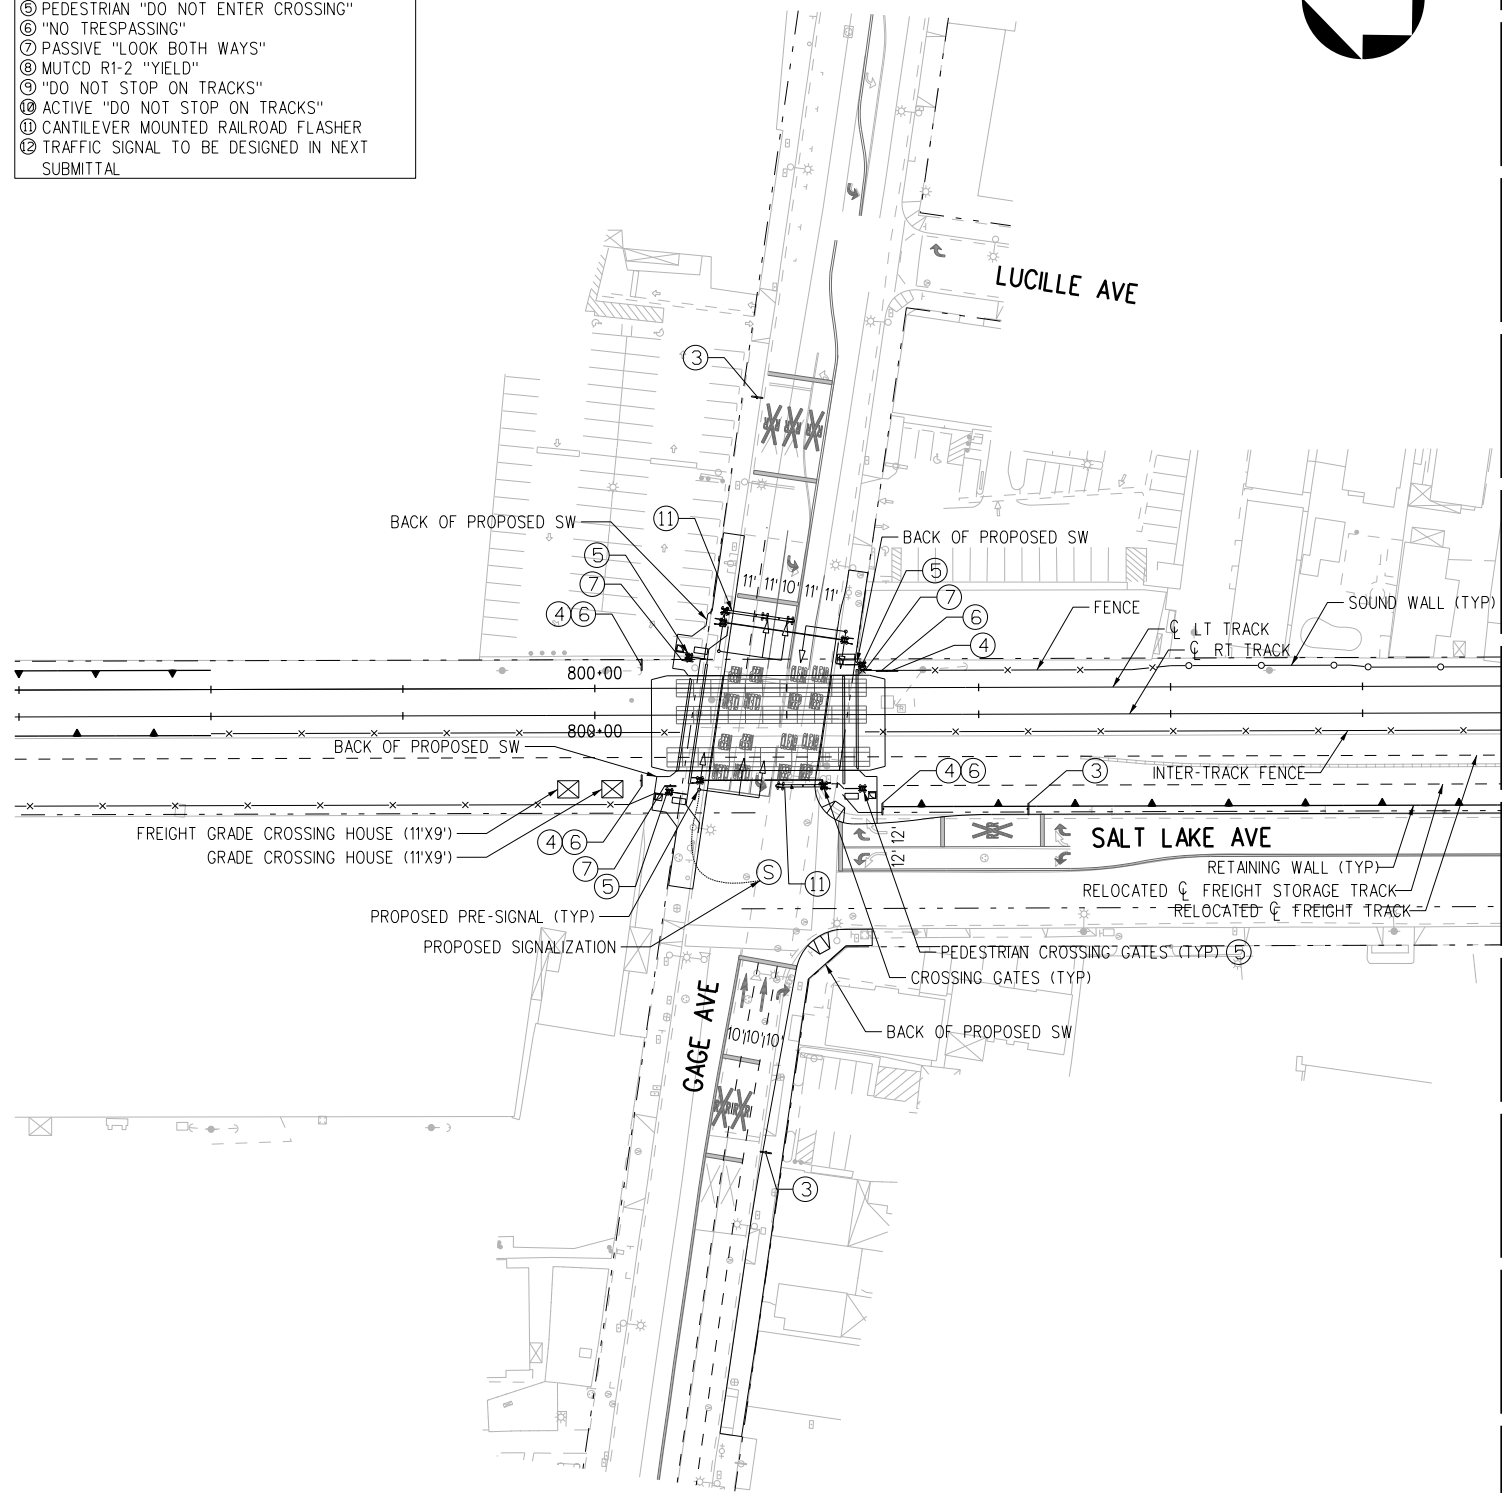 ⑤ PEDESTRIAN "DO NOT ENTER CROSSING"
⑥ "NO TRESPASSING"
⑦ PASSIVE "LOOK BOTH WAYS"
⑧ MUTCD R1-2 "YIELD"
⑨ "DO NOT STOP ON TRACKS"
⑩ ACTIVE "DO NOT STOP ON TRACKS"
⑪ CANTILEVER MOUNTED RAILROAD FLASHER
⑫ TRAFFIC SIGNAL TO BE DESIGNED IN NEXT
SUBMITTAL
LUCILLE AVE
③
BACK OF PROPOSED SW
⑪
BACK OF PROPOSED SW
⑤
⑤
⑦
⑦
④⑥
⑥
④
11' 11' 10' 11' 11'
FENCE
SOUND WALL (TYP)
℄ LT TRACK
℄ RT TRACK
800+00
800+00
BACK OF PROPOSED SW
④⑥
③
INTER-TRACK FENCE
FREIGHT GRADE CROSSING HOUSE (11'X9')
GRADE CROSSING HOUSE (11'X9')
④⑥
⑦
⑤
12' 12'
SALT LAKE AVE
RETAINING WALL (TYP)
RELOCATED ℄ FREIGHT STORAGE TRACK
RELOCATED ℄ FREIGHT TRACK
Ⓢ
⑪
PROPOSED PRE-SIGNAL (TYP)
PROPOSED SIGNALIZATION
PEDESTRIAN CROSSING GATES (TYP) ⑤
CROSSING GATES (TYP)
GAGE AVE
BACK OF PROPOSED SW
10' 10' 10'
③